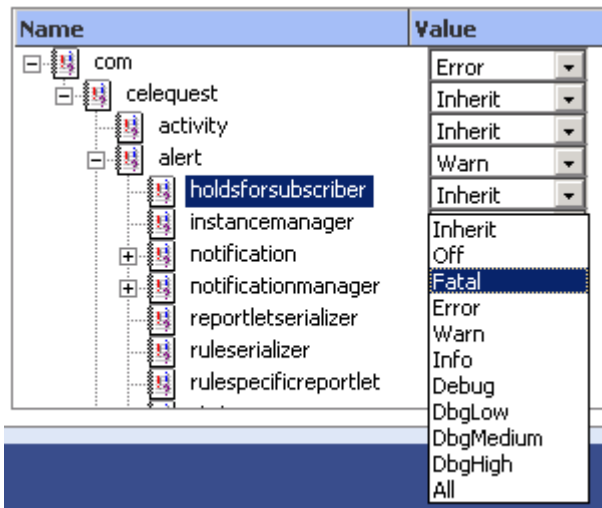 Name Value
com Error
celequest Inherit
activity Inherit
alert Warn
holdsforsubscriber Inherit
instancemanager Inherit
notification Off
notificationmanager Fatal
reportletserializer Error
ruleserializer Warn
rulespecificreportlet Info
Debug
DbgLow
DbgMedium
DbgHigh
All